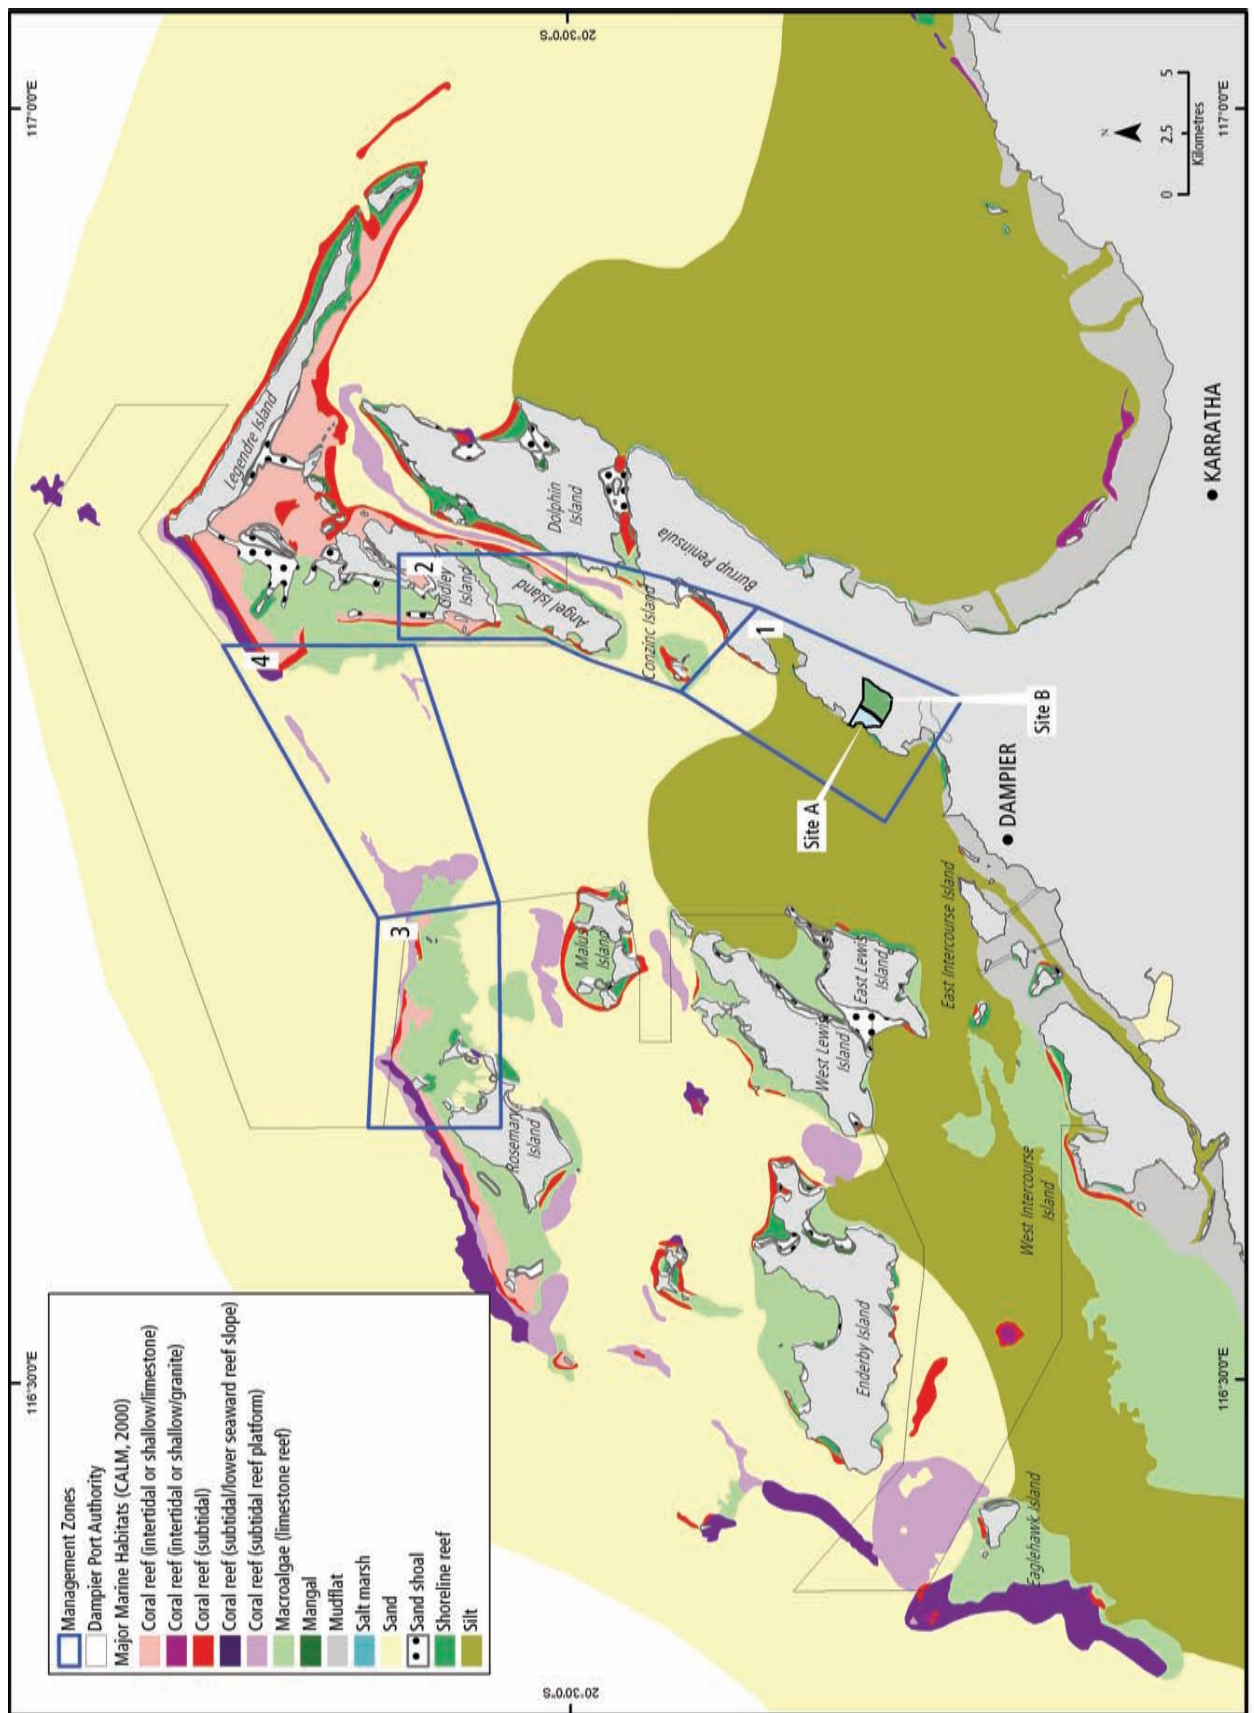 Management Zones
Dampier Port Authority
Major Marine Habitats (CALM, 2000)
Coral reef (intertidal or shallow/limestone)
Coral reef (intertidal or shallow/granite)
Coral reef (subtidal)
Coral reef (subtidal/lower seaward reef slope)
Coral reef (subtidal reef platform)
Macroalgae (limestone reef)
Mangal
Mudflat
Salt marsh
Sand
Sand shoal
Shoreline reef
Silt
116°30'0"E
117°0'0"E
20°30'0"S
20°30'0"S
116°30'0"E
117°0'0"E
Legendre Island
4
2
Gidley
Island
Angel Island
Dolphin
Island
Conzinc Island
Burrup Peninsula
3
1
Rosemary
Island
Malus
Island
Site A
Site B
West Lewis
Island
East Lewis
Island
Enderby Island
East Intercourse Island
West Intercourse
Island
Eaglehawk Island
DAMPIER
KARRATHA
N
0 2.5 5
Kilometres